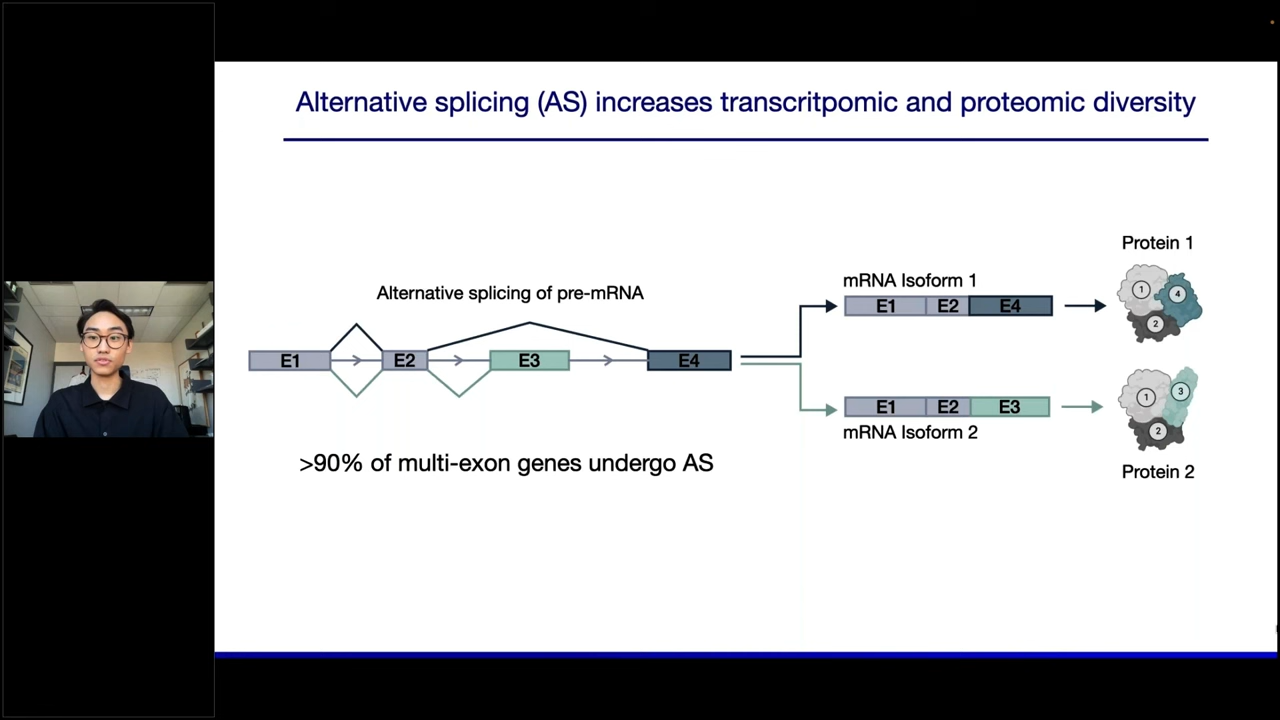 Alternative splicing (AS) increases transcritpomic and proteomic diversity
Alternative splicing of pre-mRNA
E1
E2
E3
E4
>90% of multi-exon genes undergo AS
mRNA Isoform 1
E1
E2
E4
E1
E2
E3
mRNA Isoform 2
Protein 1
1
4
2
1
3
2
Protein 2